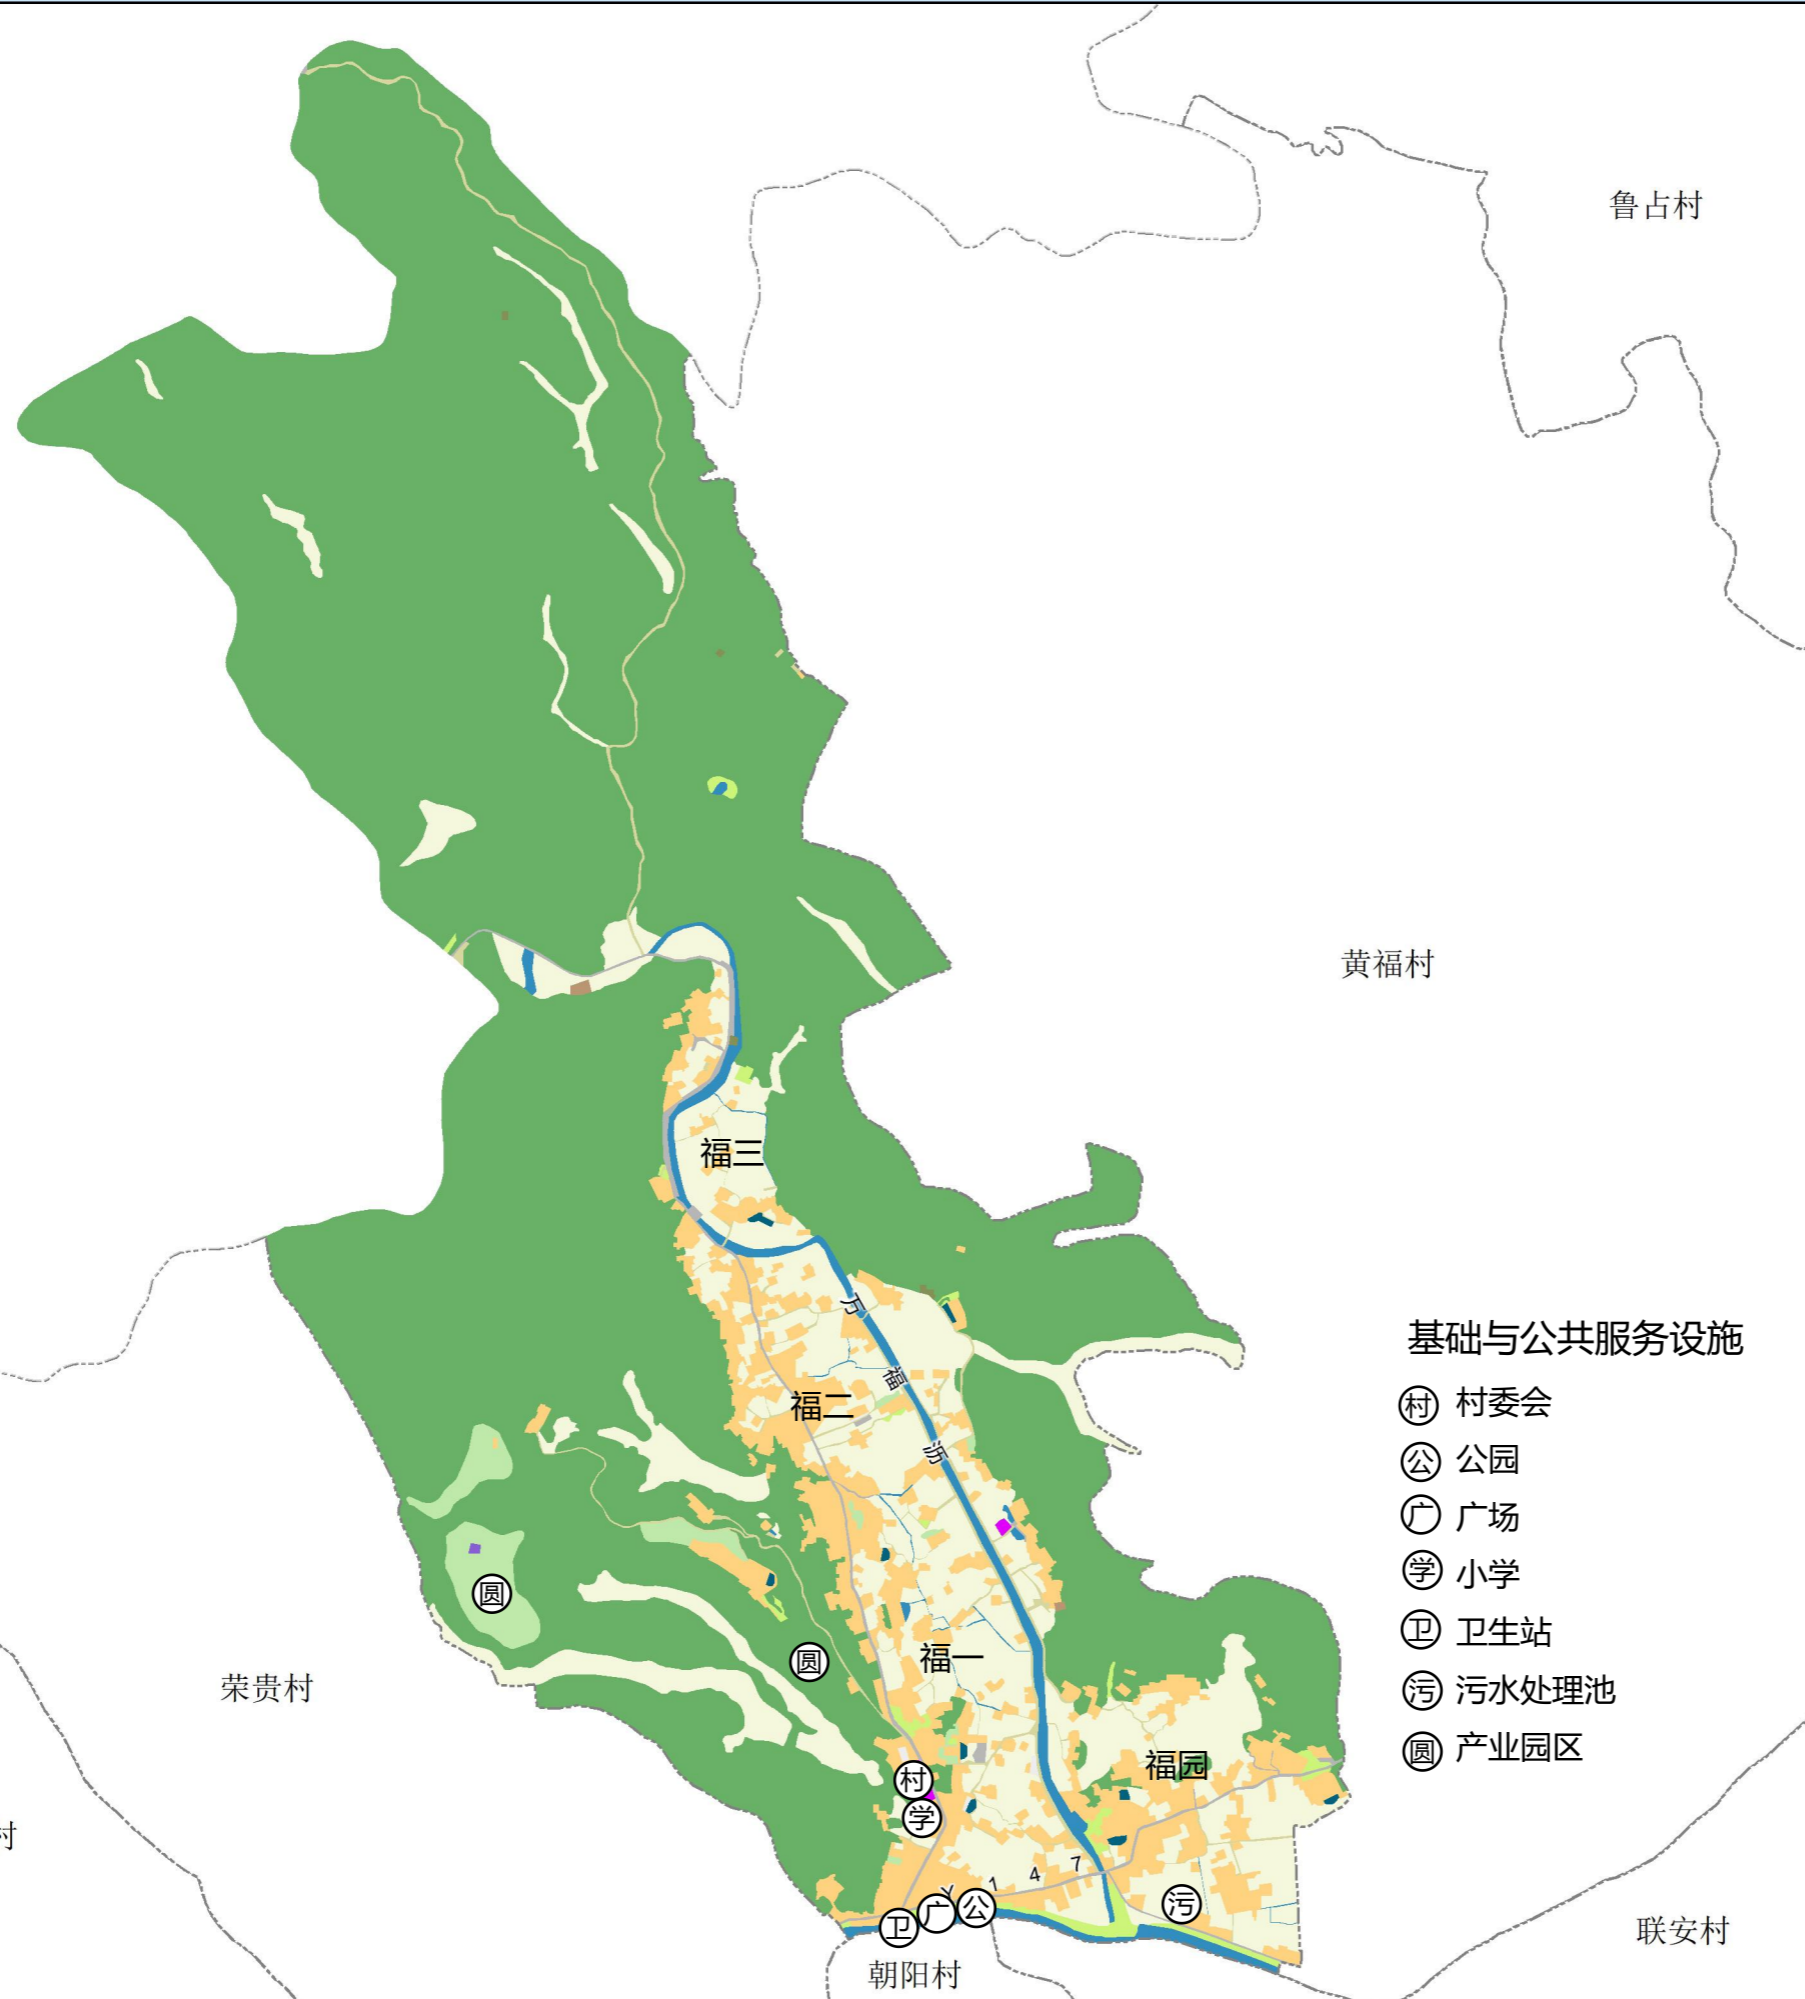 鲁占村
黄福村
福三
万福沥
福二
基础与公共服务设施
村 村委会
公 公园
广 广场
学 小学
卫 卫生站
污 污水处理池
圆 产业园区
圆
圆
福一
荣贵村
福园
村
学
村
Y147
卫
广
公
污
联安村
朝阳村